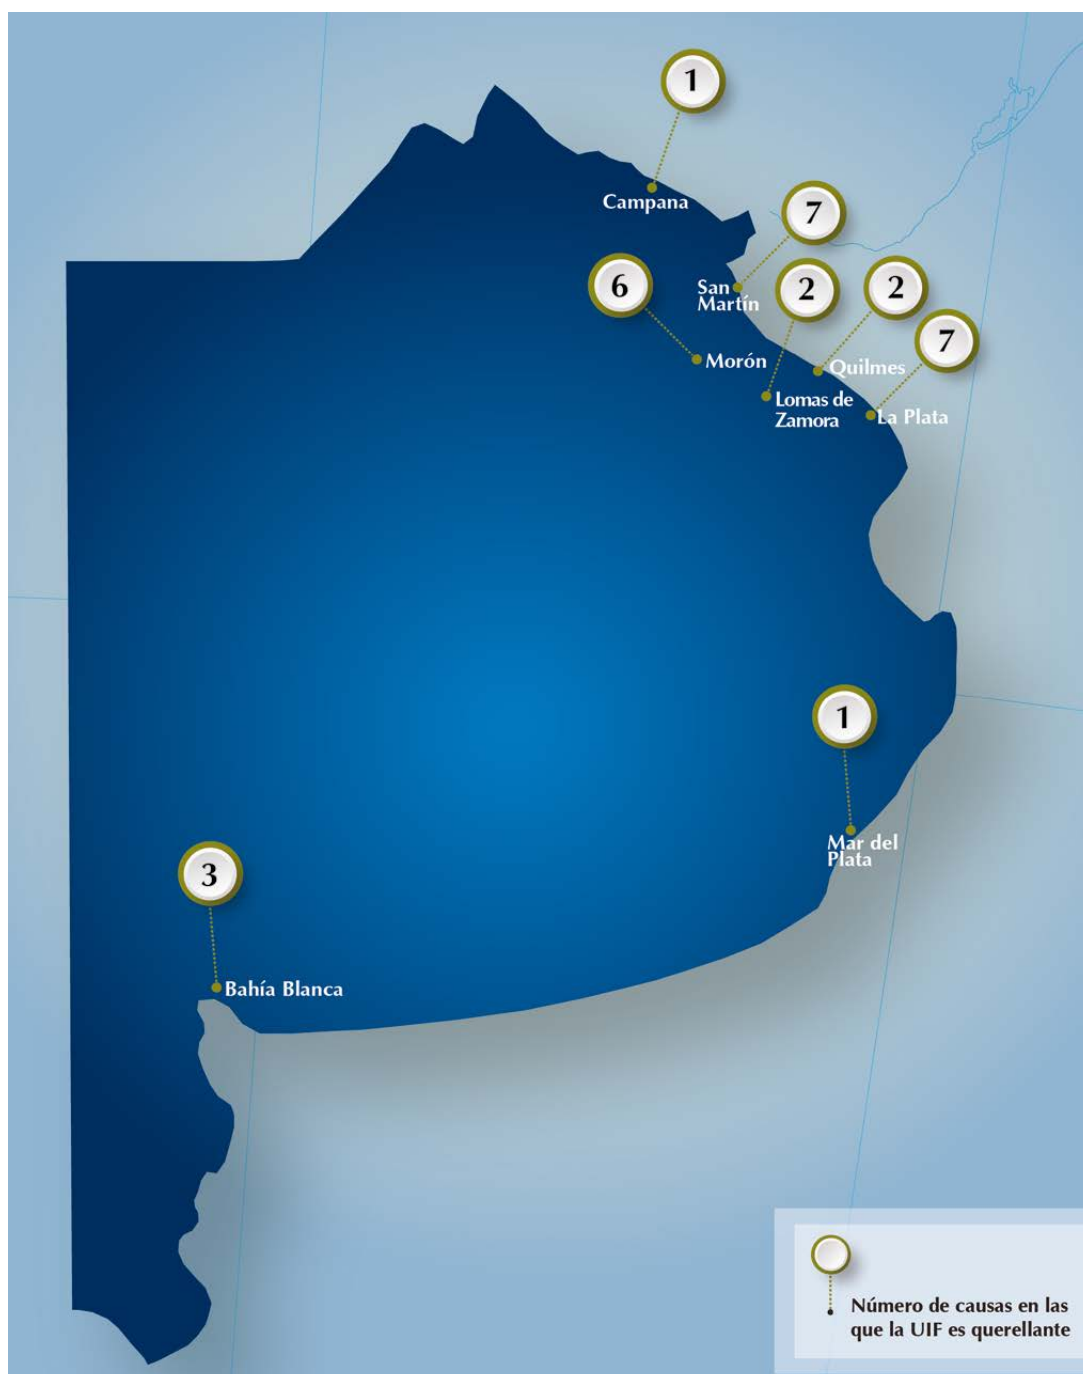 1
Campana
7
San
Martín
6
2
2
7
Morón
Quilmes
Lomas de
Zamora
La Plata
1
Mar del
Plata
3
Bahía Blanca
Número de causas en las
que la UIF es querellante